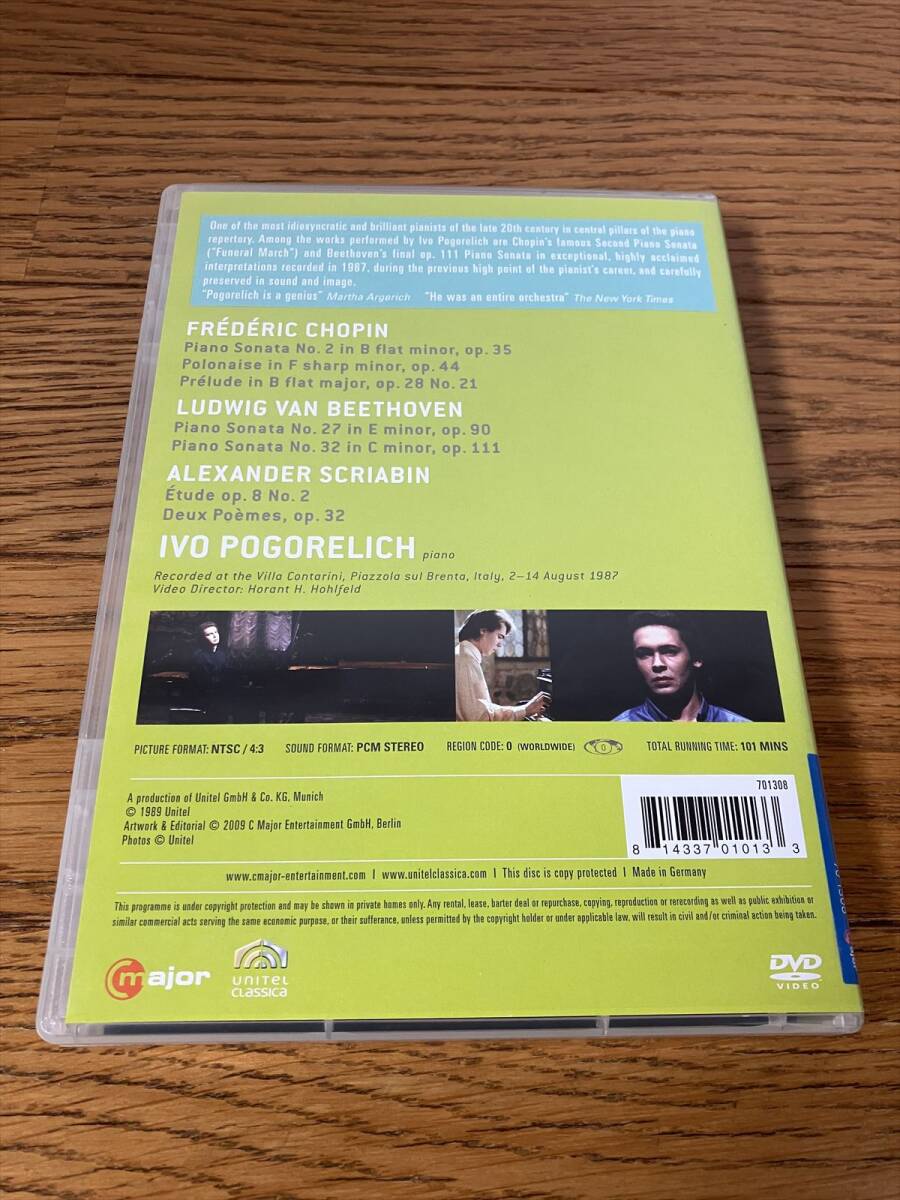 One of the most idiosyncratic and brilliant pianists of the late 20th century in central pillars of the piano
repertory. Among the works performed by Ivo Pogorelich are Chopin's famous Second Piano Sonata
("Funeral March") and Beethoven's final op. 111 Piano Sonata in exceptional, highly acclaimed
interpretations recorded in 1987, during the previous high point of the pianist's career, and carefully
preserved in sound and image.
"Pogorelich is a genius" Martha Argerich "He was an entire orchestra" The New York Times
FRÉDÉRIC CHOPIN
Piano Sonata No. 2 in B flat minor, op. 35
Polonaise in F sharp minor, op. 44
Prélude in B flat major, op. 28 No. 21
LUDWIG VAN BEETHOVEN
Piano Sonata No. 27 in E minor, op. 90
Piano Sonata No. 32 in C minor, op. 111
ALEXANDER SCRIABIN
Étude op. 8 No. 2
Deux Poèmes, op. 32
IVO POGORELICH piano
Recorded at the Villa Contarini, Piazzola sul Brenta, Italy, 2–14 August 1987
Video Director: Horant H. Hohlfeld
PICTURE FORMAT: NTSC / 4:3 SOUND FORMAT: PCM STEREO REGION CODE: 0 (WORLDWIDE) 0 TOTAL RUNNING TIME: 101 MINS
A production of Unitel GmbH & Co. KG, Munich
© 1989 Unitel
Artwork & Editorial © 2009 C Major Entertainment GmbH, Berlin
Photos © Unitel
701308
8 14337 01013 3
www.cmajor-entertainment.com | www.unitelclassica.com | This disc is copy protected | Made in Germany
This programme is under copyright protection and may be shown in private homes only. Any rental, lease, barter deal or repurchase, copying, reproduction or rerecording as well as public exhibition or
similar commercial acts serving the same economic purpose, or their sufferance, unless permitted by the copyright holder or under applicable law, will result in civil and/or criminal action being taken.
C major
UNITEL
CLASSICA
DVD
VIDEO